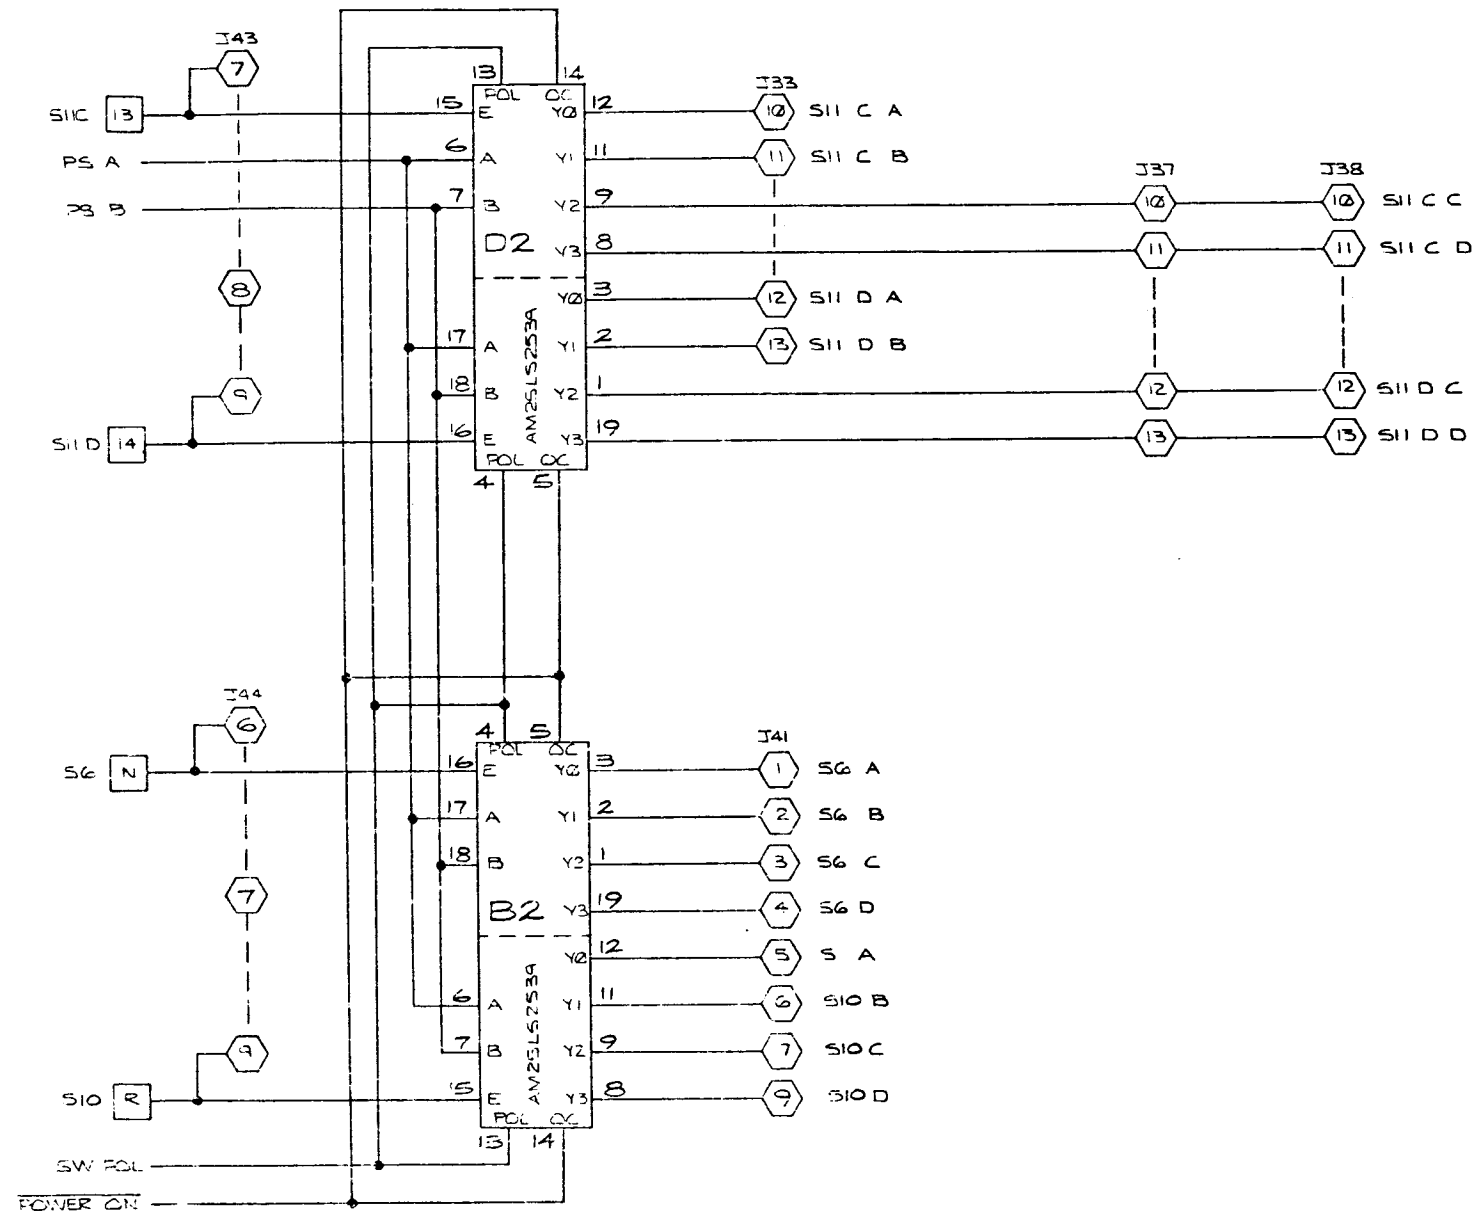 J43
7
13 14
POL OC
S11C 13
15 E YØ 12
J33
10 S11 C A
PS A
6 A Y1 11
11 S11 C B
PS B
7 B Y2 9
J37
10
J38
10 S11 C C
D2
Y3 8
11 11 S11 C D
8
YØ 3
12 S11 D A
17 A Y1 2
13 S11 D B
AM25LS2539
9
18 B Y2 1
12 12 S11 D C
S11D 14
16 E Y3 19
13 13 S11 D D
POL OC
4 5
J44
6
4 5
POL OC
J41
S6 N
16 E YØ 3
1 S6 A
17 A Y1 2
2 S6 B
18 B Y2 1
3 S6 C
7
B2
Y3 19
4 S6 D
YØ 12
5 S A
AM25LS2539
6 A Y1 11
6 S10 B
9
7 B Y2 9
7 S10 C
S10 R
15 E Y3 8
9 S10 D
POL OC
13 14
SW POL
POWER ON